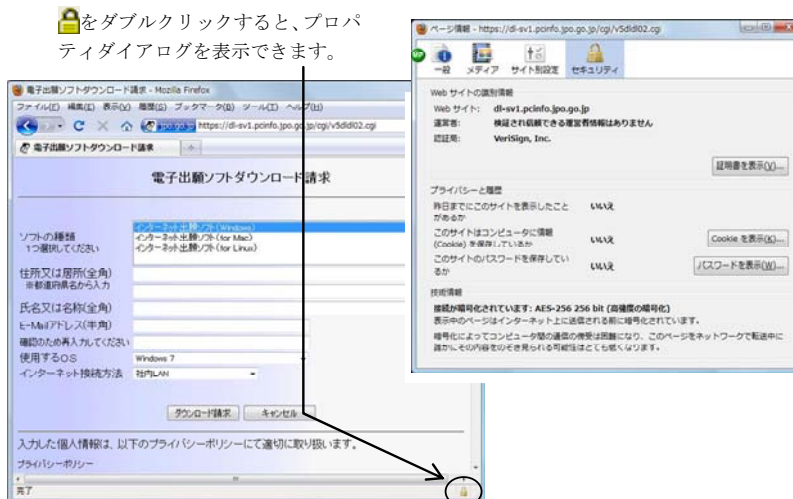 をダブルクリックすると、プロパ
ティダイアログを表示できます。
電子出願ソフトダウンロード請求 - Mozilla Firefox
ファイル(F) 編集(E) 表示(V) 履歴(S) ブックマーク(B) ツール(T) ヘルプ(H)
jpo.go.jp https://dl-sv1.pcinfo.jpo.go.jp/cgi/v5dldl02.cgi
電子出願ソフトダウンロード請求
電子出願ソフトダウンロード請求
ソフトの種類
1つ選択してください
インターネット出願ソフト(Windows)
インターネット出願ソフト(for Mac)
インターネット出願ソフト(for Linux)
住所又は居所(全角)
※都道府県名から入力
氏名又は名称(全角)
E-Mailアドレス(半角)
確認のため再入力してください
使用するOS Windows 7
インターネット接続方法 社内LAN
ダウンロード請求 キャンセル
入力した個人情報は、以下のプライバシーポリシーにて適切に取り扱います。
プライバシーポリシー
完了
ページ情報 - https://dl-sv1.pcinfo.jpo.go.jp/cgi/v5dldl02.cgi
一般 メディア サイト別設定 セキュリティ
Web サイトの識別情報
Web サイト: dl-sv1.pcinfo.jpo.go.jp
運営者: 検証され信頼できる運営者情報はありません
認証局: VeriSign, Inc.
証明書を表示(V)...
プライバシーと履歴
昨日までにこのサイトを表示したこと いいえ
があるか
このサイトはコンピュータに情報 いいえ Cookie を表示(K)...
(Cookie) を保存しているか
このサイトのパスワードを保存してい いいえ パスワードを表示(W)...
るか
技術情報
接続が暗号化されています: AES-256 256 bit (高強度の暗号化)
表示中のページはインターネット上に送信される前に暗号化されています。
暗号化によってコンピュータ間の通信の傍受は困難になり、このページをネットワークで転送中に
誰かにその内容をのぞき見られる可能性はとても低くなります。